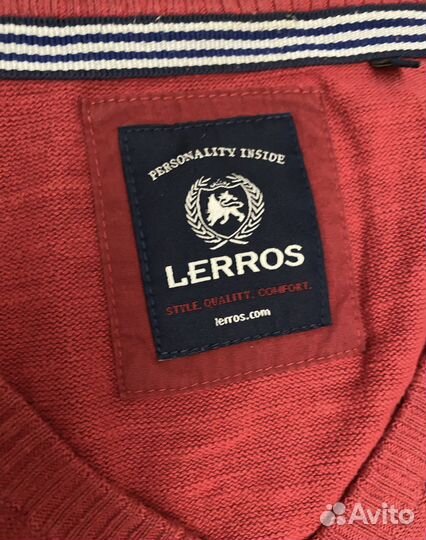 PERSONALITY INSIDE
LERROS
STYLE. QUALITY. COMFORT.
lerros.com
Avito